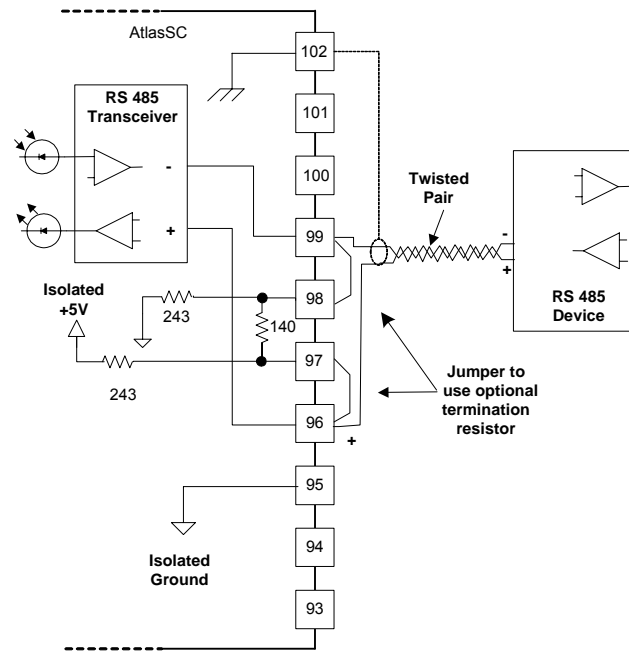 AtlasSC
102
RS 485
Transceiver
101
100
-
+
99
Twisted
Pair
-
+
RS 485
Device
Isolated
+5V
243
98
140
97
243
Jumper to
use optional
termination
resistor
96
+
95
Isolated
Ground
94
93